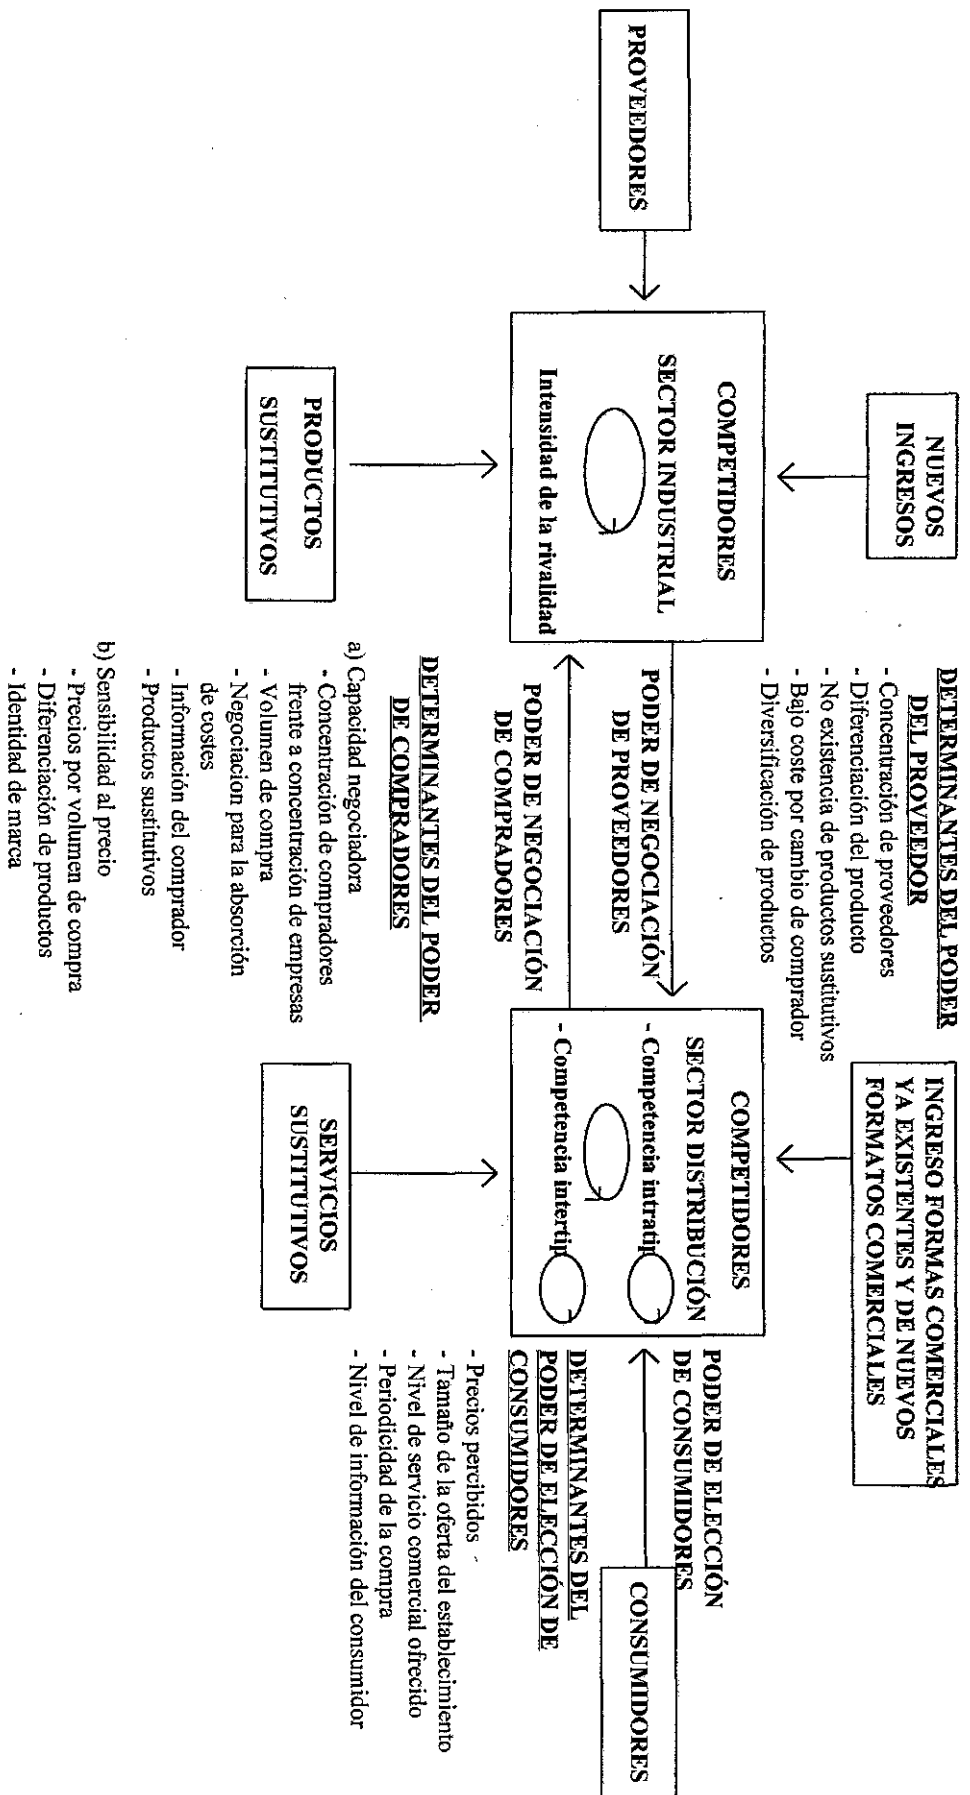 NUEVOS
INGRESOS
DETERMINANTES DEL PODER
DEL PROVEEDOR
- Concentración de proveedores
- Diferenciación del producto
- No existencia de productos sustitutivos
- Bajo coste por cambio de comprador
- Diversificación de productos
INGRESO FORMAS COMERCIALES
YA EXISTENTES Y DE NUEVOS
FORMATOS COMERCIALES
PROVEEDORES
COMPETIDORES
SECTOR INDUSTRIAL
Intensidad de la rivalidad
PODER DE NEGOCIACIÓN
DE PROVEEDORES
PODER DE NEGOCIACIÓN
DE COMPRADORES
COMPETIDORES
SECTOR DISTRIBUCIÓN
- Competencia intratip
- Competencia intertip
PODER DE ELECCIÓN
DE CONSUMIDORES
CONSUMIDORES
DETERMINANTES DEL
PODER DE ELECCIÓN DE
CONSUMIDORES
- Precios percibidos
- Tamaño de la oferta del establecimiento
- Nivel de servicio comercial ofrecido
- Periodicidad de la compra
- Nivel de información del consumidor
PRODUCTOS
SUSTITUTIVOS
DETERMINANTES DEL PODER
DE COMPRADORES
a) Capacidad negociadora
- Concentración de compradores
frente a concentración de empresas
- Volumen de compra
- Negociacion para la absorción
de costes
- Información del comprador
- Productos sustitutivos
b) Sensibilidad al precio
- Precios por volumen de compra
- Diferenciación de productos
- Identidad de marca
SERVICIOS
SUSTITUTIVOS